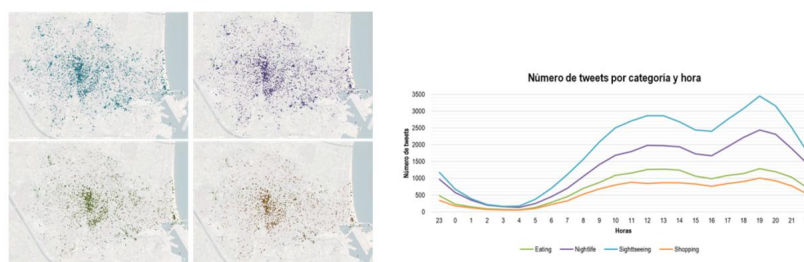 Número de tweets por categoría y hora
3500
3000
2500
2000
1500
1000
500
0
Número de tweets
23 0 1 2 3 4 5 6 7 8 9 10 11 12 13 14 15 16 17 18 19 20 21
Horas
Eating Nightlife Sightseeing Shopping